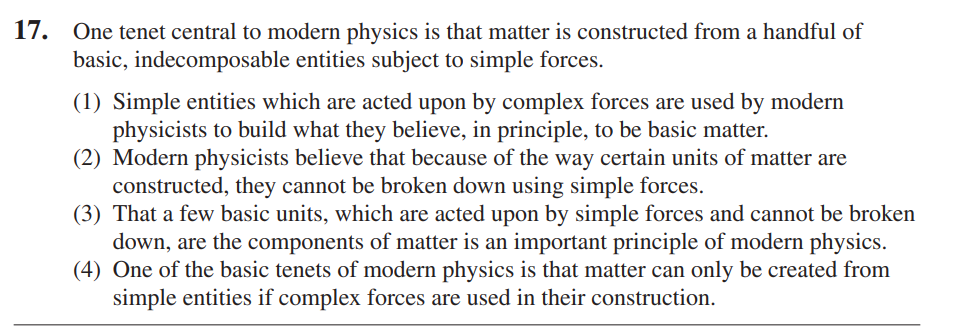 17. One tenet central to modern physics is that matter is constructed from a handful of
basic, indecomposable entities subject to simple forces.
(1) Simple entities which are acted upon by complex forces are used by modern
physicists to build what they believe, in principle, to be basic matter.
(2) Modern physicists believe that because of the way certain units of matter are
constructed, they cannot be broken down using simple forces.
(3) That a few basic units, which are acted upon by simple forces and cannot be broken
down, are the components of matter is an important principle of modern physics.
(4) One of the basic tenets of modern physics is that matter can only be created from
simple entities if complex forces are used in their construction.